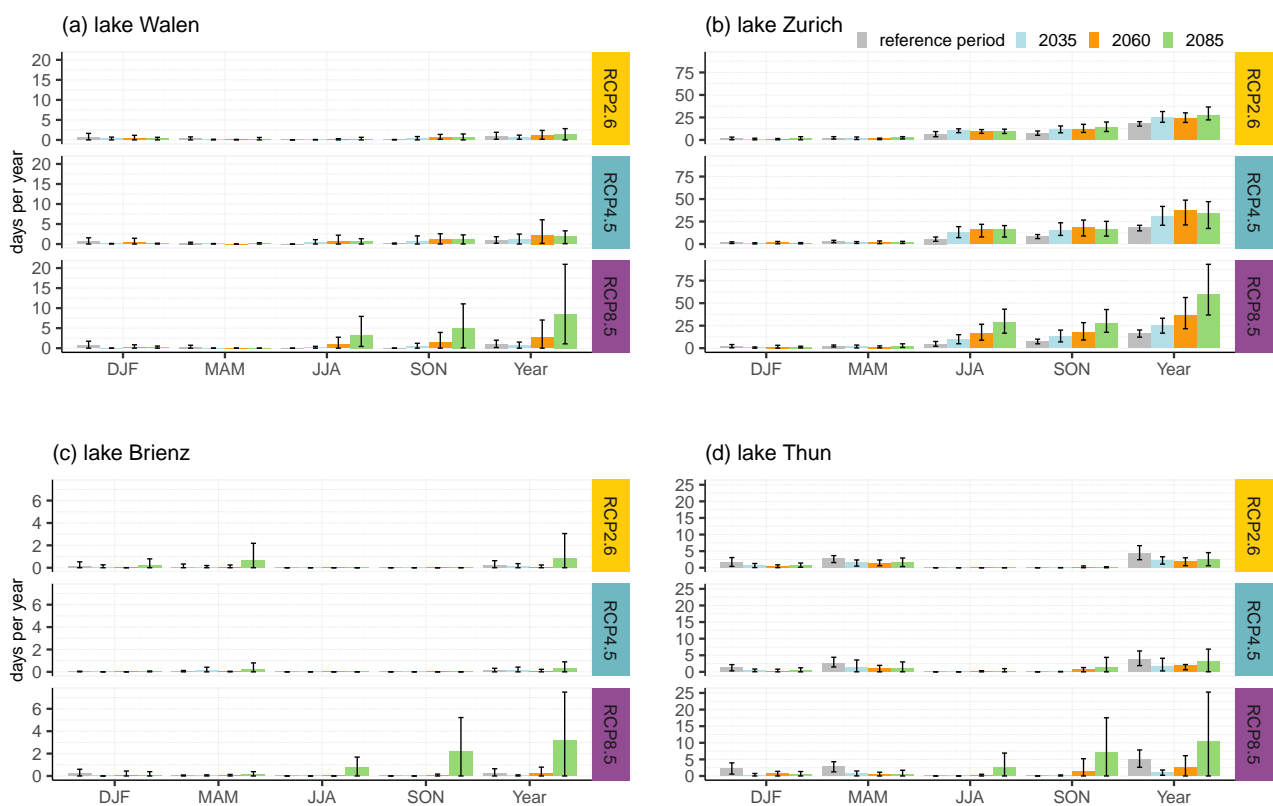 (a) lake Walen
20
15
10
5
0
RCP2.6
20
15
10
5
0
RCP4.5
20
15
10
5
0
RCP8.5
days per year
DJF MAM JJA SON Year
(b) lake Zurich
reference period 2035 2060 2085
75
50
25
0
RCP2.6
75
50
25
0
RCP4.5
75
50
25
0
RCP8.5
DJF MAM JJA SON Year
(c) lake Brienz
6
4
2
0
RCP2.6
6
4
2
0
RCP4.5
6
4
2
0
RCP8.5
days per year
DJF MAM JJA SON Year
(d) lake Thun
25
20
15
10
5
0
RCP2.6
25
20
15
10
5
0
RCP4.5
25
20
15
10
5
0
RCP8.5
DJF MAM JJA SON Year